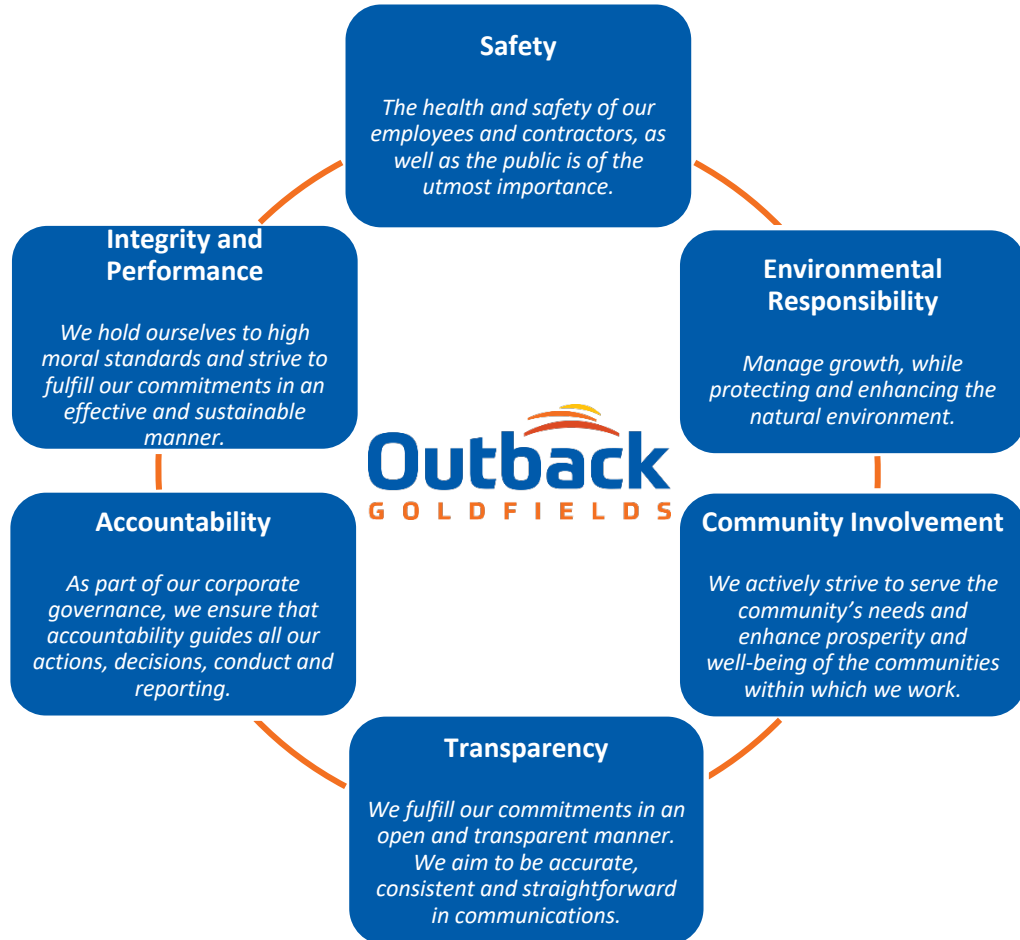 Safety
The health and safety of our
employees and contractors, as
well as the public is of the
utmost importance.
Environmental
Responsibility
Manage growth, while
protecting and enhancing the
natural environment.
Community Involvement
We actively strive to serve the
community’s needs and
enhance prosperity and
well-being of the communities
within which we work.
Transparency
We fulfill our commitments in an
open and transparent manner.
We aim to be accurate,
consistent and straightforward
in communications.
Accountability
As part of our corporate
governance, we ensure that
accountability guides all our
actions, decisions, conduct and
reporting.
Integrity and
Performance
We hold ourselves to high
moral standards and strive to
fulfill our commitments in an
effective and sustainable
manner.
Outback
GOLDFIELDS